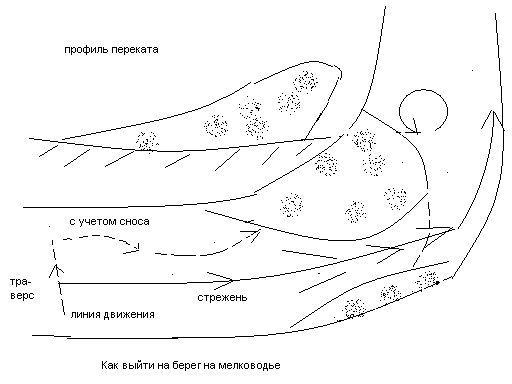 профиль переката
с учетом сноса
тра-
верс
стрежень
линия движения
Как выйти на берег на мелководье